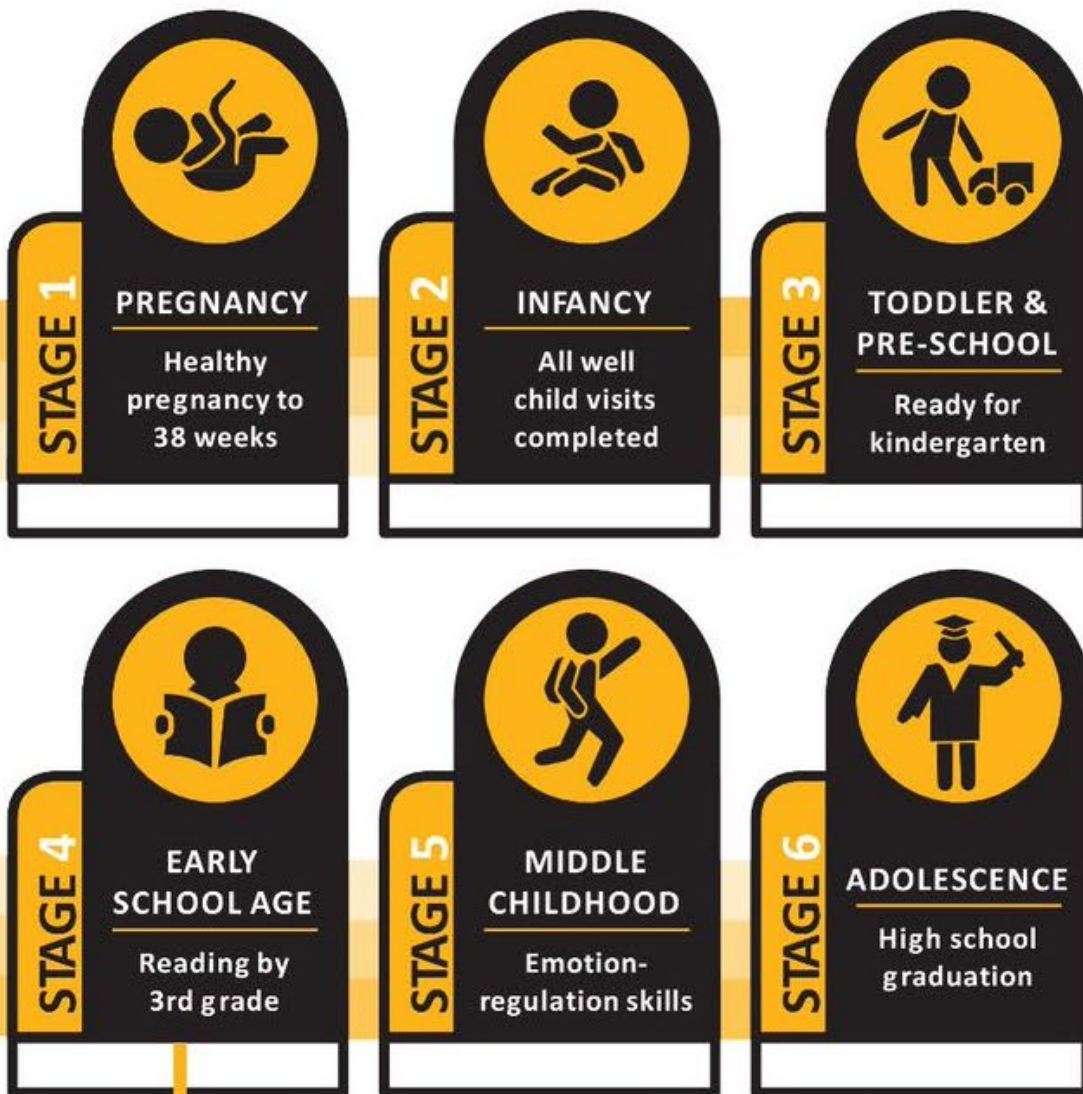 STAGE 1
PREGNANCY
Healthy
pregnancy to
38 weeks
STAGE 2
INFANCY
All well
child visits
completed
STAGE 3
TODDLER &
PRE-SCHOOL
Ready for
kindergarten
STAGE 4
EARLY
SCHOOL AGE
Reading by
3rd grade
STAGE 5
MIDDLE
CHILDHOOD
Emotion-
regulation skills
STAGE 6
ADOLESCENCE
High school
graduation